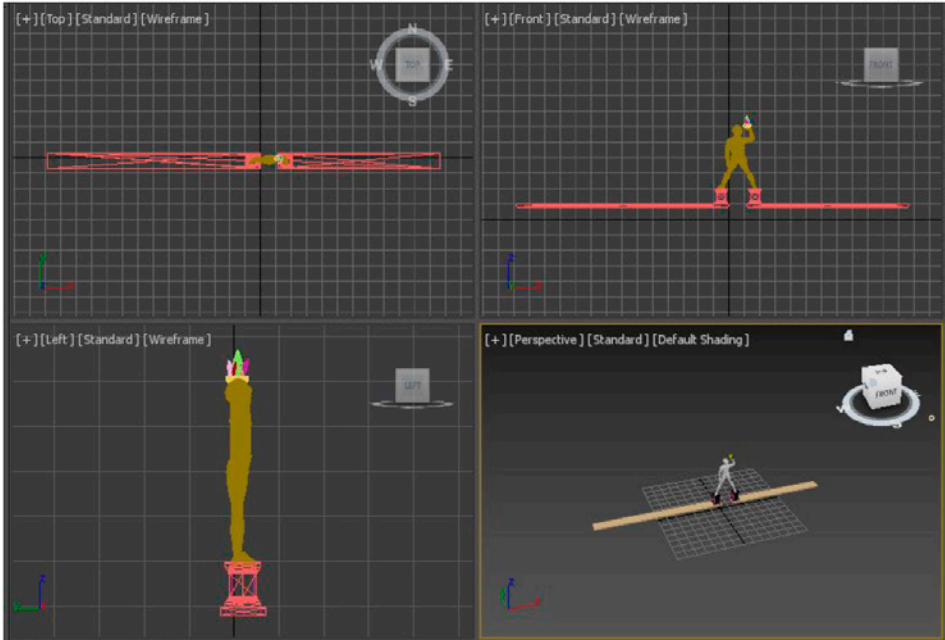 [+] [Top] [Standard] [Wireframe]
N
W
TOP
E
S
[+] [Front] [Standard] [Wireframe]
FRONT
Z
[+] [Left] [Standard] [Wireframe]
LEFT
Z
[+] [Perspective] [Standard] [Default Shading]
FRONT
Z